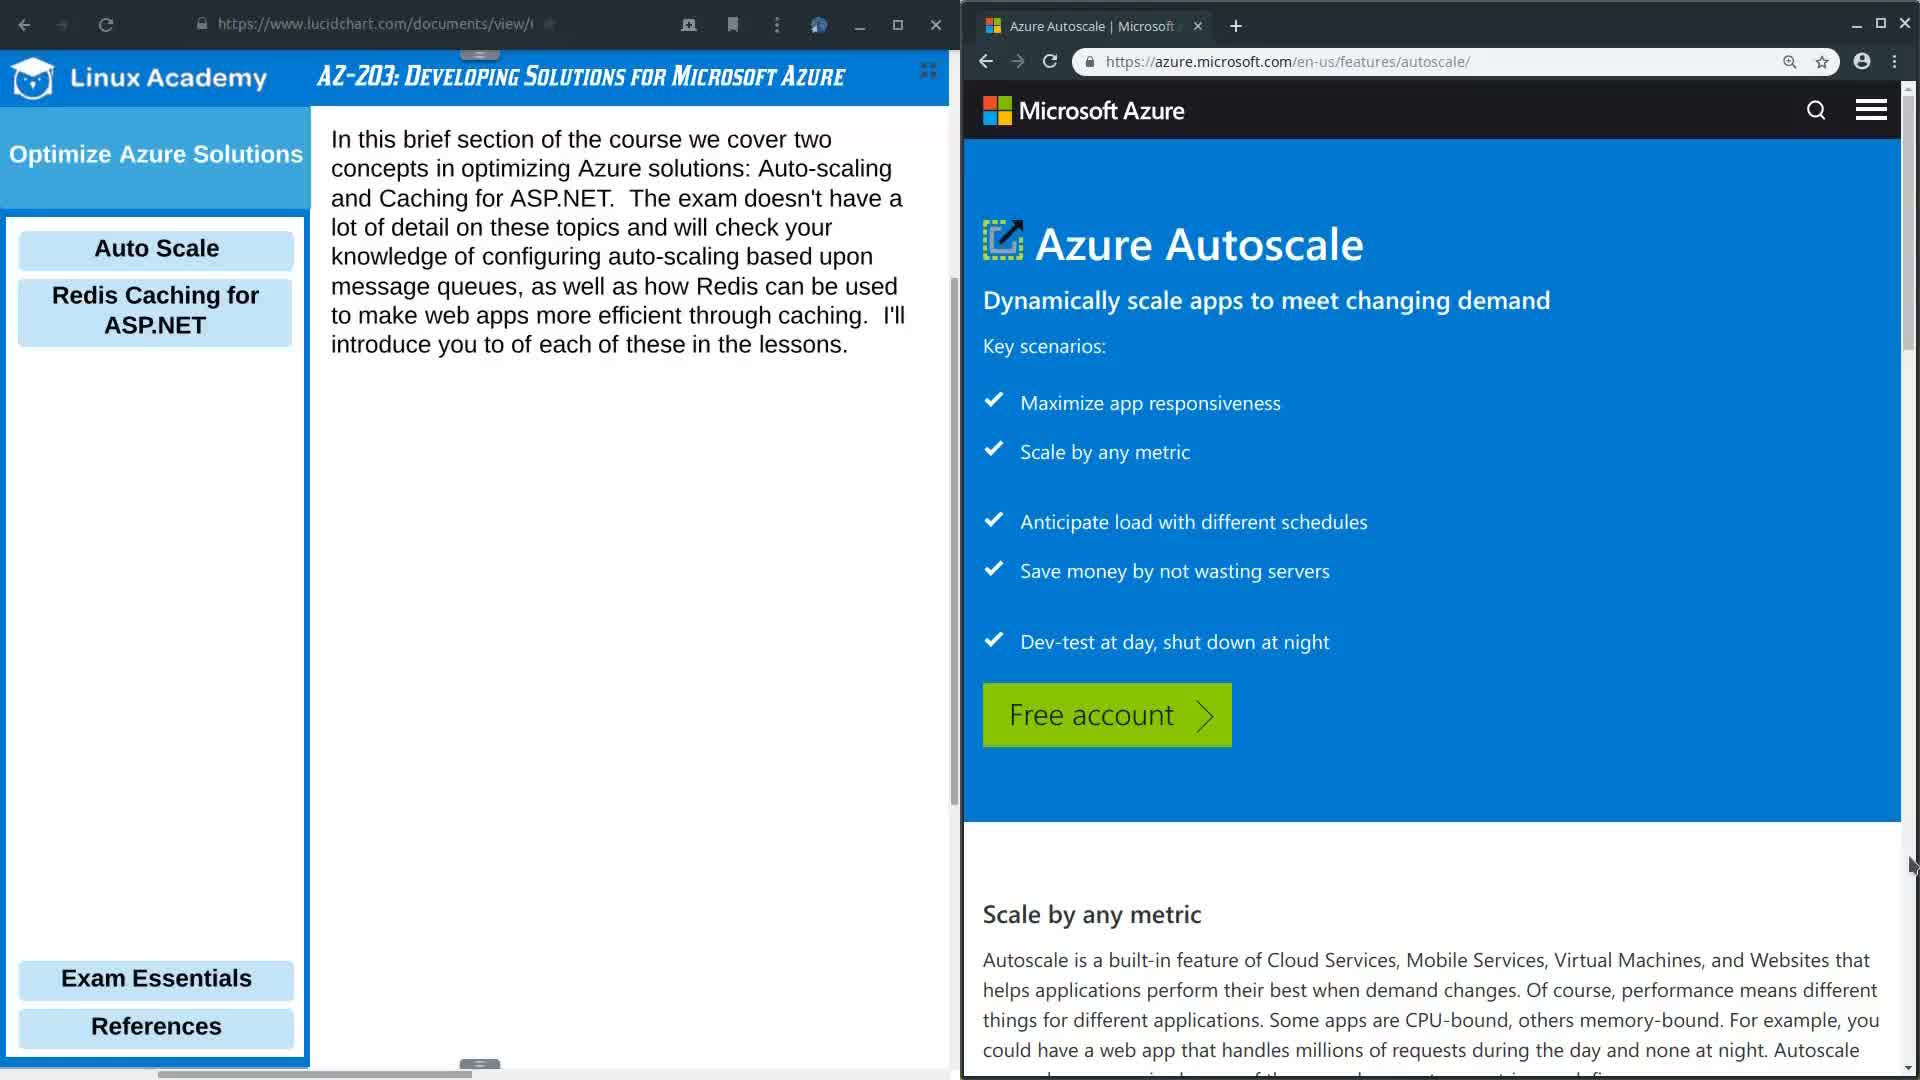 https://www.lucidchart.com/documents/view/
Linux Academy
AZ-203: Developing Solutions for Microsoft Azure
Optimize Azure Solutions
Auto Scale
Redis Caching for
ASP.NET
Exam Essentials
References
In this brief section of the course we cover two
concepts in optimizing Azure solutions: Auto-scaling
and Caching for ASP.NET.  The exam doesn't have a
lot of detail on these topics and will check your
knowledge of configuring auto-scaling based upon
message queues, as well as how Redis can be used
to make web apps more efficient through caching.  I'll
introduce you to of each of these in the lessons.
Azure Autoscale | Microsoft
https://azure.microsoft.com/en-us/features/autoscale/
Microsoft Azure
Azure Autoscale
Dynamically scale apps to meet changing demand
Key scenarios:
Maximize app responsiveness
Scale by any metric
Anticipate load with different schedules
Save money by not wasting servers
Dev-test at day, shut down at night
Free account
Scale by any metric
Autoscale is a built-in feature of Cloud Services, Mobile Services, Virtual Machines, and Websites that
helps applications perform their best when demand changes. Of course, performance means different
things for different applications. Some apps are CPU-bound, others memory-bound. For example, you
could have a web app that handles millions of requests during the day and none at night. Autoscale